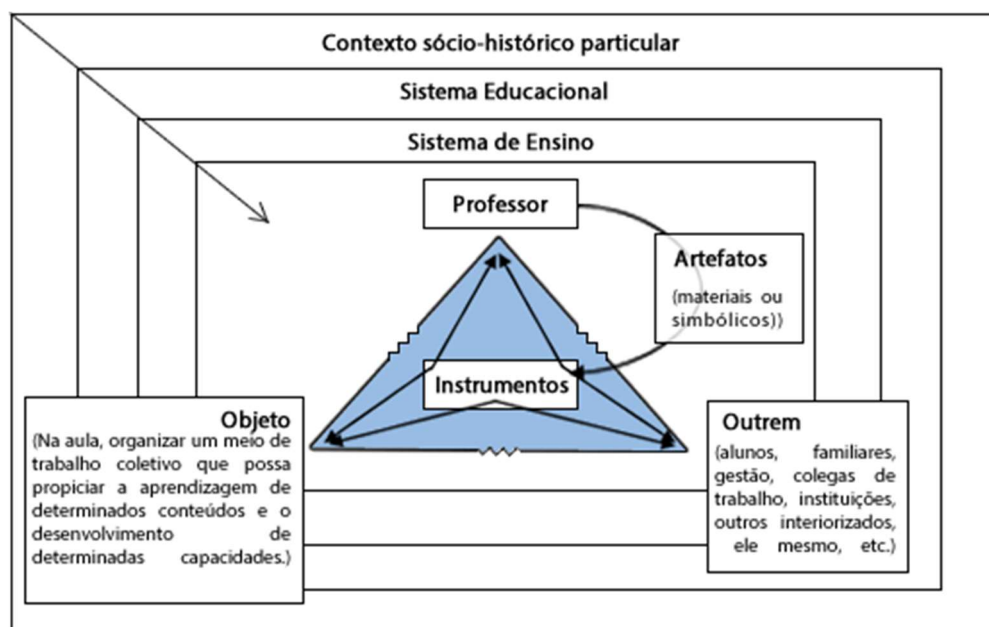 Contexto sócio-histórico particular
Sistema Educacional
Sistema de Ensino
Professor
Artefatos
(materiais ou
simbólicos))
Instrumentos
Objeto
(Na aula, organizar um meio de
trabalho coletivo que possa
propiciar a aprendizagem de
determinados conteúdos e o
desenvolvimento de
determinadas capacidades.)
Outrem
(alunos, familiares,
gestão, colegas de
trabalho, instituições,
outros interiorizados,
ele mesmo, etc.)